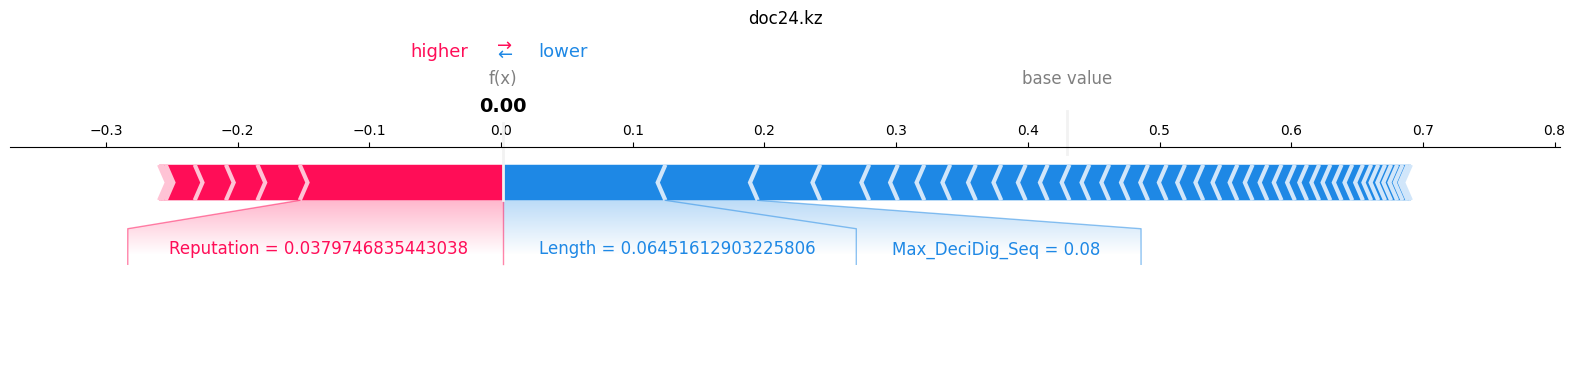 doc24.kz
higher ⇄ lower
f(x) base value
0.00
−0.3 −0.2 −0.1 0.0 0.1 0.2 0.3 0.4 0.5 0.6 0.7 0.8
Reputation = 0.0379746835443038 Length = 0.06451612903225806 Max_DeciDig_Seq = 0.08